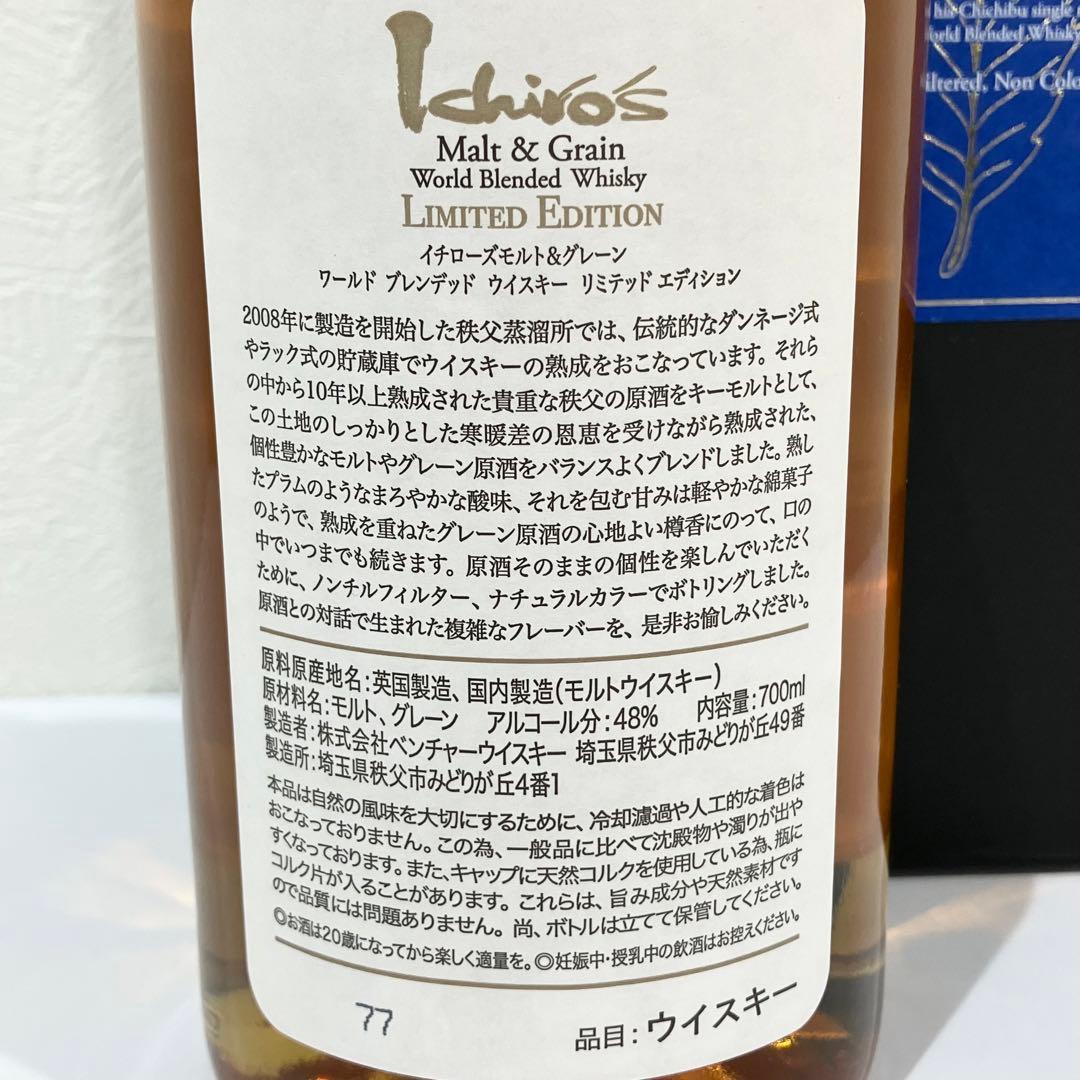 Ichiro's
Malt & Grain
World Blended Whisky
LIMITED EDITION
イチローズモルト&グレーン
ワールド ブレンデッド ウイスキー リミテッド エディション
2008年に製造を開始した秩父蒸溜所では、伝統的なダンネージ式
やラック式の貯蔵庫でウイスキーの熟成をおこなっています。それら
の中から10年以上熟成された貴重な秩父の原酒をキーモルトとして、
この土地のしっかりとした寒暖差の恩恵を受けながら熟成された、
個性豊かなモルトやグレーン原酒をバランスよくブレンドしました。熟し
たプラムのようなまろやかな酸味、それを包む甘みは軽やかな綿菓子
のようで、熟成を重ねたグレーン原酒の心地よい樽香にのって、口の
中でいつまでも続きます。原酒そのままの個性を楽しんでいただく
ために、ノンチルフィルター、ナチュラルカラーでボトリングしました。
原酒との対話で生まれた複雑なフレーバーを、是非お愉しみください。
原料原産地名:英国製造、国内製造(モルトウイスキー)
原材料名:モルト、グレーン アルコール分:48% 内容量:700ml
製造者:株式会社ベンチャーウイスキー 埼玉県秩父市みどりが丘49番
製造所:埼玉県秩父市みどりが丘4番1
本品は自然の風味を大切にするために、冷却濾過や人工的な着色は
おこなっておりません。この為、一般品に比べて沈殿物や濁りが出や
すくなっております。また、キャップに天然コルクを使用している為、瓶に
コルク片が入ることがあります。これらは、旨み成分や天然素材です
ので品質には問題ありません。尚、ボトルは立てて保管してください。
◎お酒は20歳になってから楽しく適量を。◎妊娠中・授乳中の飲酒はお控えください。
77
品目:ウイスキー
his Chichibu single
World Blended Whisky
iltered, Non Colo